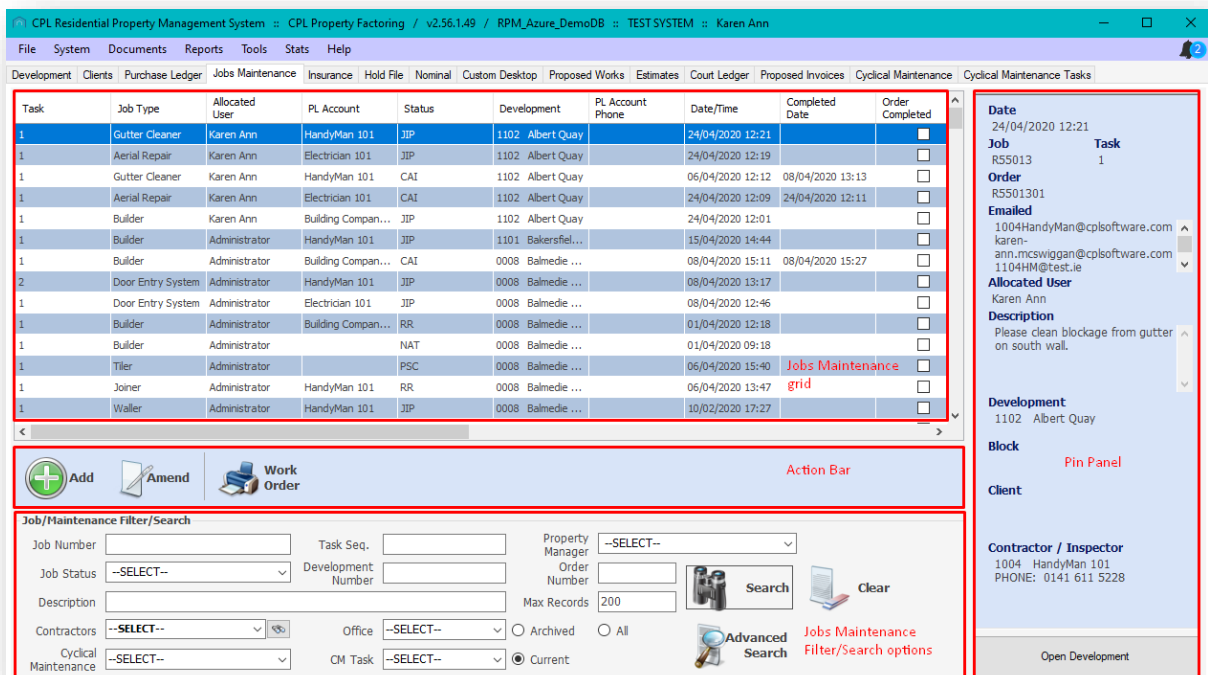 CPL Residential Property Management System :: CPL Property Factoring / v2.56.1.49 / RPM_Azure_DemoDB :: TEST SYSTEM :: Karen Ann
File System Documents Reports Tools Stats Help 2
Development Clients Purchase Ledger Jobs Maintenance Insurance Hold File Nominal Custom Desktop Proposed Works Estimates Court Ledger Proposed Invoices Cyclical Maintenance Cyclical Maintenance Tasks
Task Job Type Allocated User PL Account Status Development PL Account Phone Date/Time Completed Date Order Completed
1 Gutter Cleaner Karen Ann HandyMan 101 JIP 1102 Albert Quay 24/04/2020 12:21
1 Aerial Repair Karen Ann Electrician 101 JIP 1102 Albert Quay 24/04/2020 12:19
1 Gutter Cleaner Karen Ann HandyMan 101 CAI 1102 Albert Quay 06/04/2020 12:12 08/04/2020 13:13
1 Aerial Repair Karen Ann Electrician 101 CAI 1102 Albert Quay 24/04/2020 12:09 24/04/2020 12:11
1 Builder Karen Ann Building Compan... JIP 1102 Albert Quay 24/04/2020 12:01
1 Builder Administrator HandyMan 101 JIP 1101 Bakersfiel... 15/04/2020 14:44
1 Builder Administrator Building Compan... CAI 0008 Balmedie ... 08/04/2020 15:11 08/04/2020 15:27
2 Door Entry System Administrator HandyMan 101 JIP 0008 Balmedie ... 08/04/2020 13:17
1 Door Entry System Administrator Electrician 101 JIP 0008 Balmedie ... 08/04/2020 12:46
1 Builder Administrator Building Compan... RR 0008 Balmedie ... 01/04/2020 12:18
1 Builder Administrator NAT 0008 Balmedie ... 01/04/2020 09:18
1 Tiler Administrator PSC 0008 Balmedie ... 06/04/2020 15:40
1 Joiner Administrator HandyMan 101 RR 0008 Balmedie ... 06/04/2020 13:47
1 Waller Administrator HandyMan 101 JIP 0008 Balmedie ... 10/02/2020 17:27
Jobs Maintenance
grid
Add Amend Work Order
Action Bar
Job/Maintenance Filter/Search
Job Number Task Seq. Property Manager --SELECT--
Job Status --SELECT-- Development Number Order Number Search Clear
Description Max Records 200
Contractors --SELECT-- Office --SELECT-- Archived All
Cyclical Maintenance --SELECT-- CM Task --SELECT-- Current Advanced Search
Jobs Maintenance
Filter/Search options
Date
24/04/2020 12:21
Job Task
R55013 1
Order
R5501301
Emailed
1004HandyMan@cplsoftware.com
karen-
ann.mcswiggan@cplsoftware.com
1104HM@test.ie
Allocated User
Karen Ann
Description
Please clean blockage from gutter
on south wall.
Development
1102 Albert Quay
Block
Pin Panel
Client
Contractor / Inspector
1004 HandyMan 101
PHONE: 0141 611 5228
Open Development